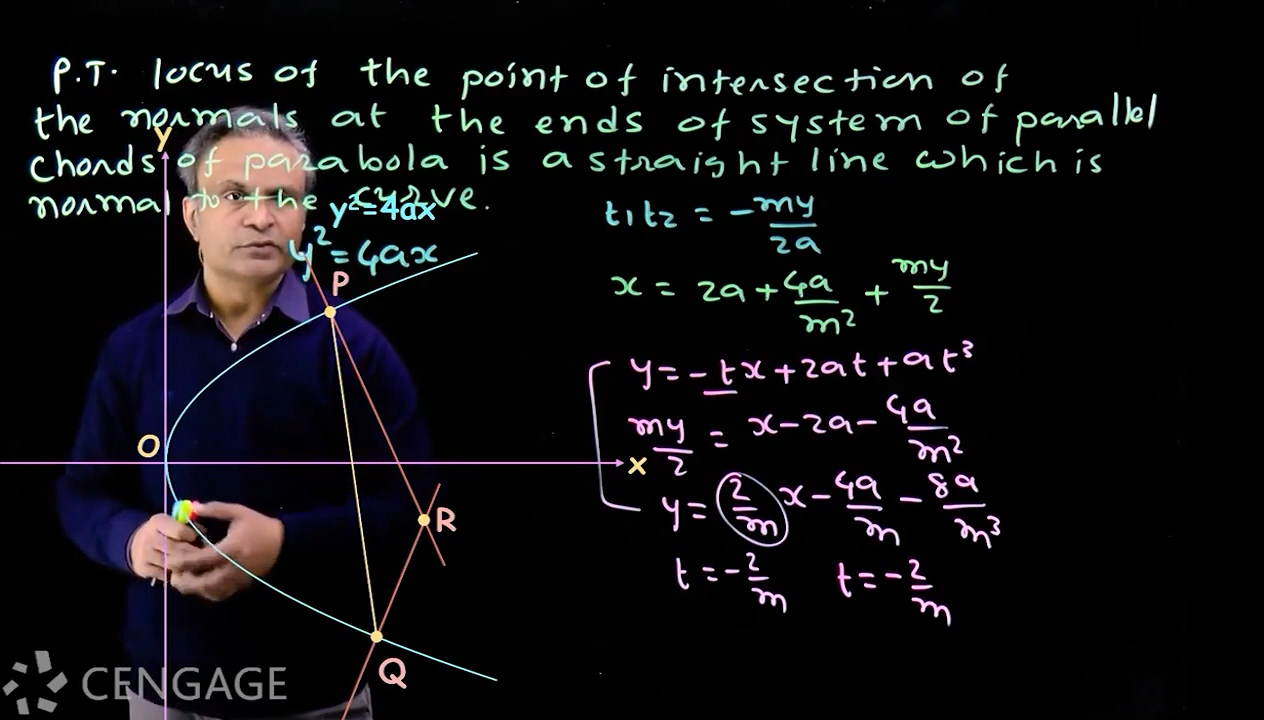 P.T. locus of the point of intersection of
the normals at the ends of system of parallel
Chords of parabola is a straight line which is
normal to the curve.
y²=4ax
y²=4ax
t₁t₂ = -my/2a
x = 2a + 4a/m² + my/2
y = -tx + 2at + at³
my/2 = x - 2a - 4a/m²
y = (2/m) x - 4a/m - 8a/m³
t = -2/m t = -2/m
Y
P
O
X
R
Q
CENGAGE